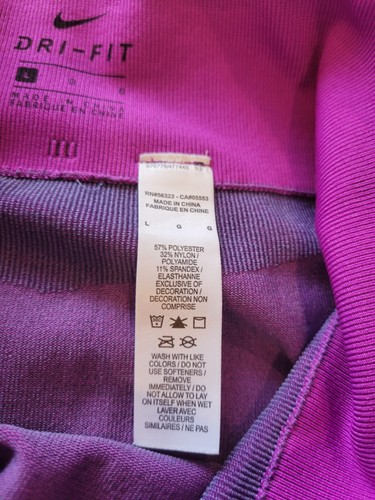 DRI-FIT
L G G
MADE IN CHINA
FABRIQUE EN CHINE
RN#56323 - CA#05553
MADE IN CHINA
FABRIQUE EN CHINE
L G G
57% POLYESTER
32% NYLON /
POLYAMIDE
11% SPANDEX /
ELASTHANNE
EXCLUSIVE OF
DECORATION /
DECORATION NON
COMPRISE
WASH WITH LIKE
COLORS / DO NOT
USE SOFTENERS /
REMOVE
IMMEDIATELY / DO
NOT ALLOW TO LAY
ON ITSELF WHEN WET
LAVER AVEC
COULEURS
SIMILAIRES / NE PAS